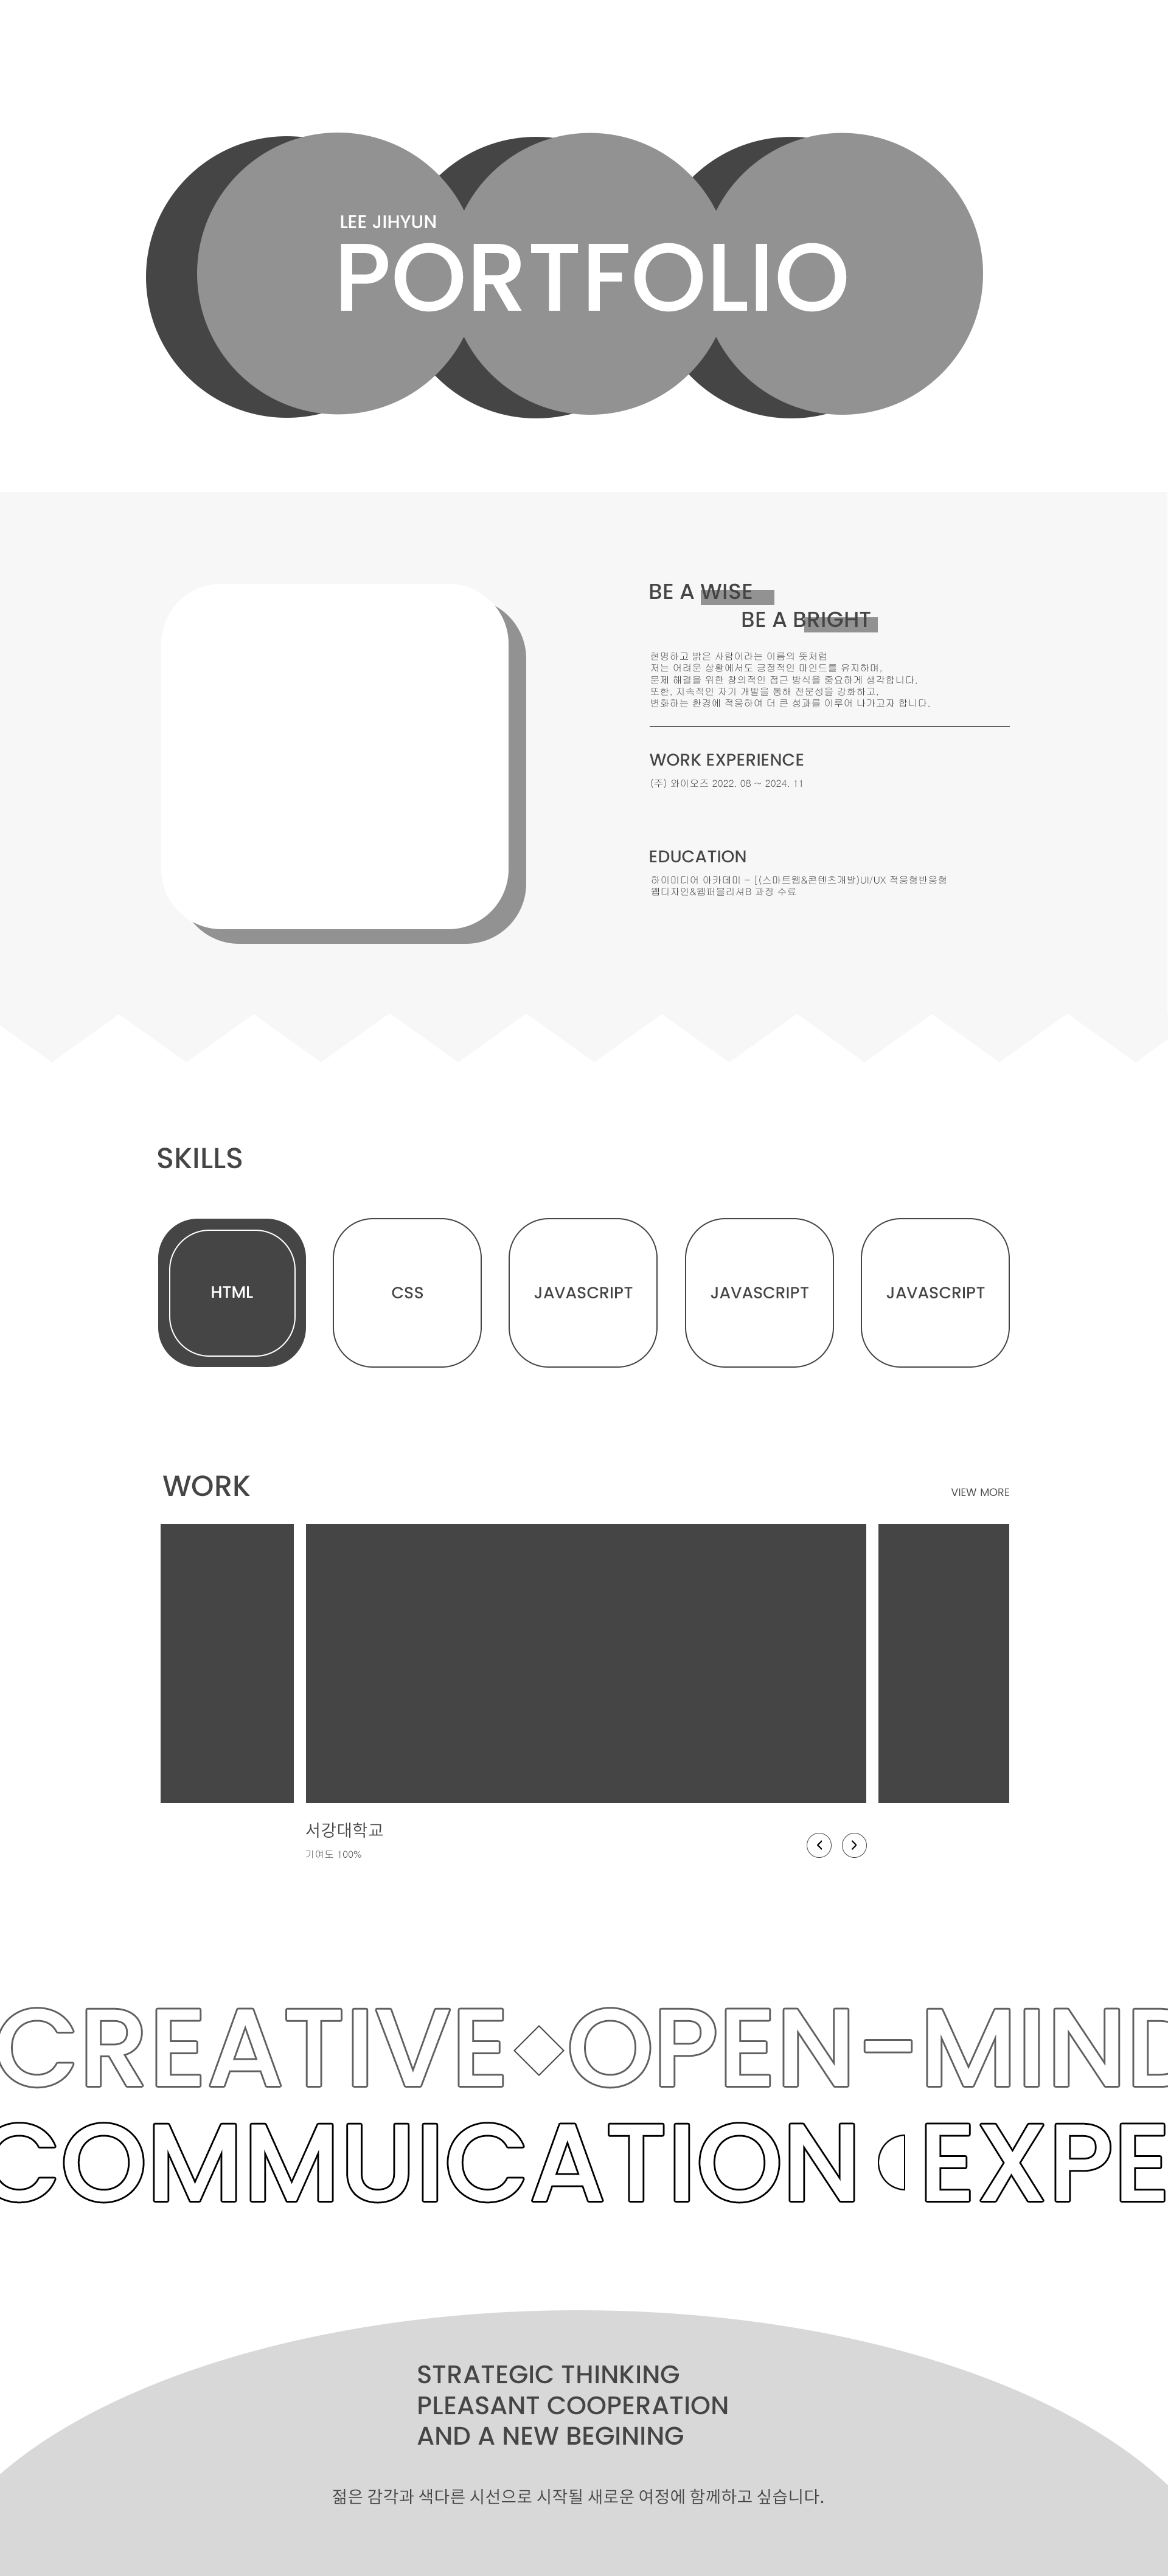 LEE JIHYUN
PORTFOLIO
BE A WISE
BE A BRIGHT
현명하고 밝은 사람이라는 이름의 뜻처럼
저는 어려운 상황에서도 긍정적인 마인드를 유지하며,
문제 해결을 위한 창의적인 접근 방식을 중요하게 생각합니다.
또한, 지속적인 자기 개발을 통해 전문성을 강화하고,
변화하는 환경에 적응하여 더 큰 성과를 이루어 나가고자 합니다.
WORK EXPERIENCE
(주) 와이오즈 2022. 08 ~ 2024. 11
EDUCATION
하이미디어 아카데미 - [(스마트웹&콘텐츠개발)UI/UX 적응형반응형
웹디자인&웹퍼블리셔B 과정 수료
SKILLS
HTML
CSS
JAVASCRIPT
JAVASCRIPT
JAVASCRIPT
WORK
VIEW MORE
서강대학교
기여도 100%
CREATIVE◇OPEN-MIND
COMMUICATION EXPE
STRATEGIC THINKING
PLEASANT COOPERATION
AND A NEW BEGINING
젊은 감각과 색다른 시선으로 시작될 새로운 여정에 함께하고 싶습니다.